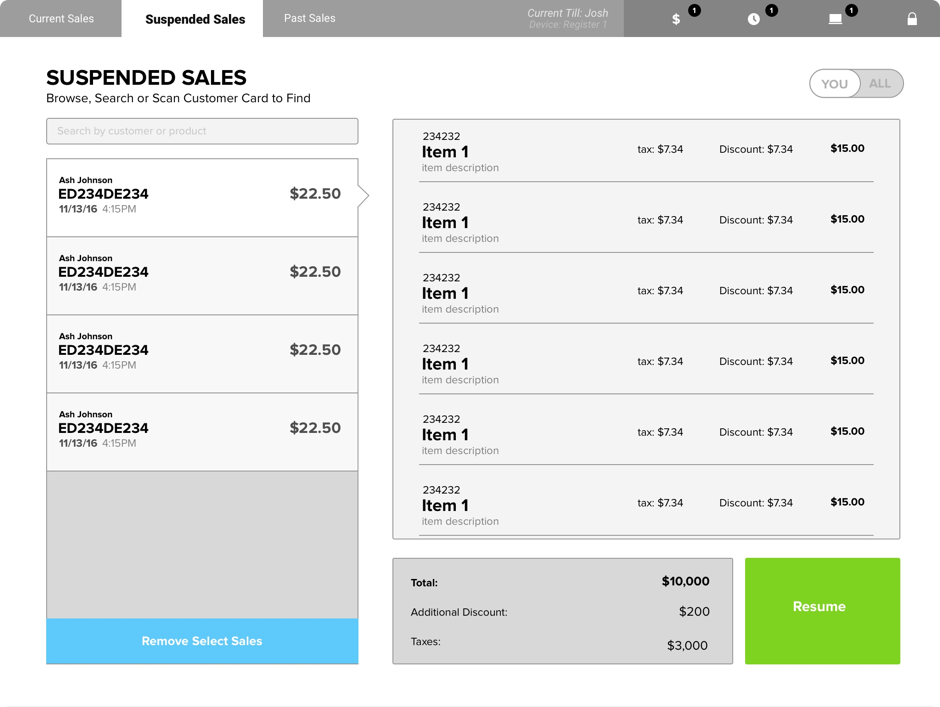 Current Sales
Suspended Sales
Past Sales
Current Till: Josh
Device: Register 1
$
1
1
1
SUSPENDED SALES
Browse, Search or Scan Customer Card to Find
YOU
ALL
Search by customer or product
Ash Johnson
ED234DE234
$22.50
11/13/16 4:15PM
Ash Johnson
ED234DE234
$22.50
11/13/16 4:15PM
Ash Johnson
ED234DE234
$22.50
11/13/16 4:15PM
Ash Johnson
ED234DE234
$22.50
11/13/16 4:15PM
Remove Select Sales
234232
Item 1
item description
tax: $7.34
Discount: $7.34
$15.00
234232
Item 1
item description
tax: $7.34
Discount: $7.34
$15.00
234232
Item 1
item description
tax: $7.34
Discount: $7.34
$15.00
234232
Item 1
item description
tax: $7.34
Discount: $7.34
$15.00
234232
Item 1
item description
tax: $7.34
Discount: $7.34
$15.00
234232
Item 1
item description
tax: $7.34
Discount: $7.34
$15.00
Total: $10,000
Additional Discount: $200
Taxes: $3,000
Resume